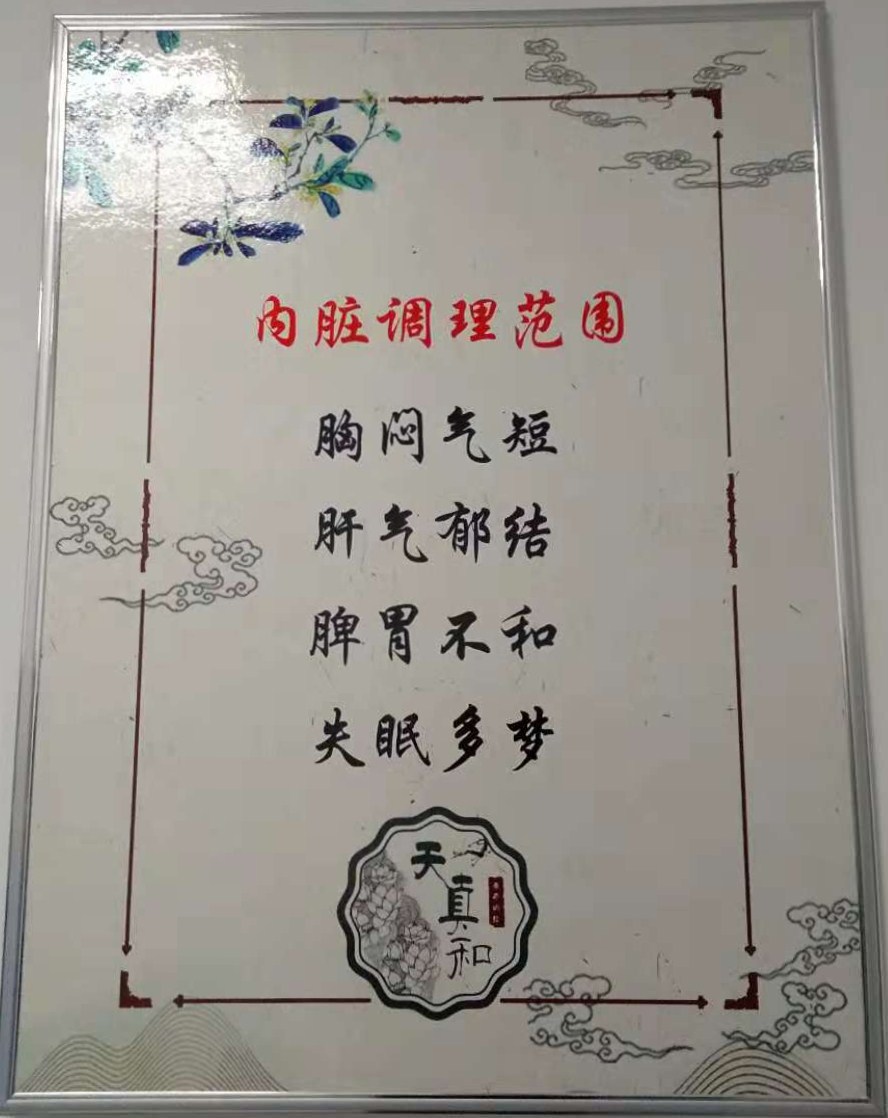 内脏调理范围
胸闷气短
肝气郁结
脾胃不和
失眠多梦
天真和